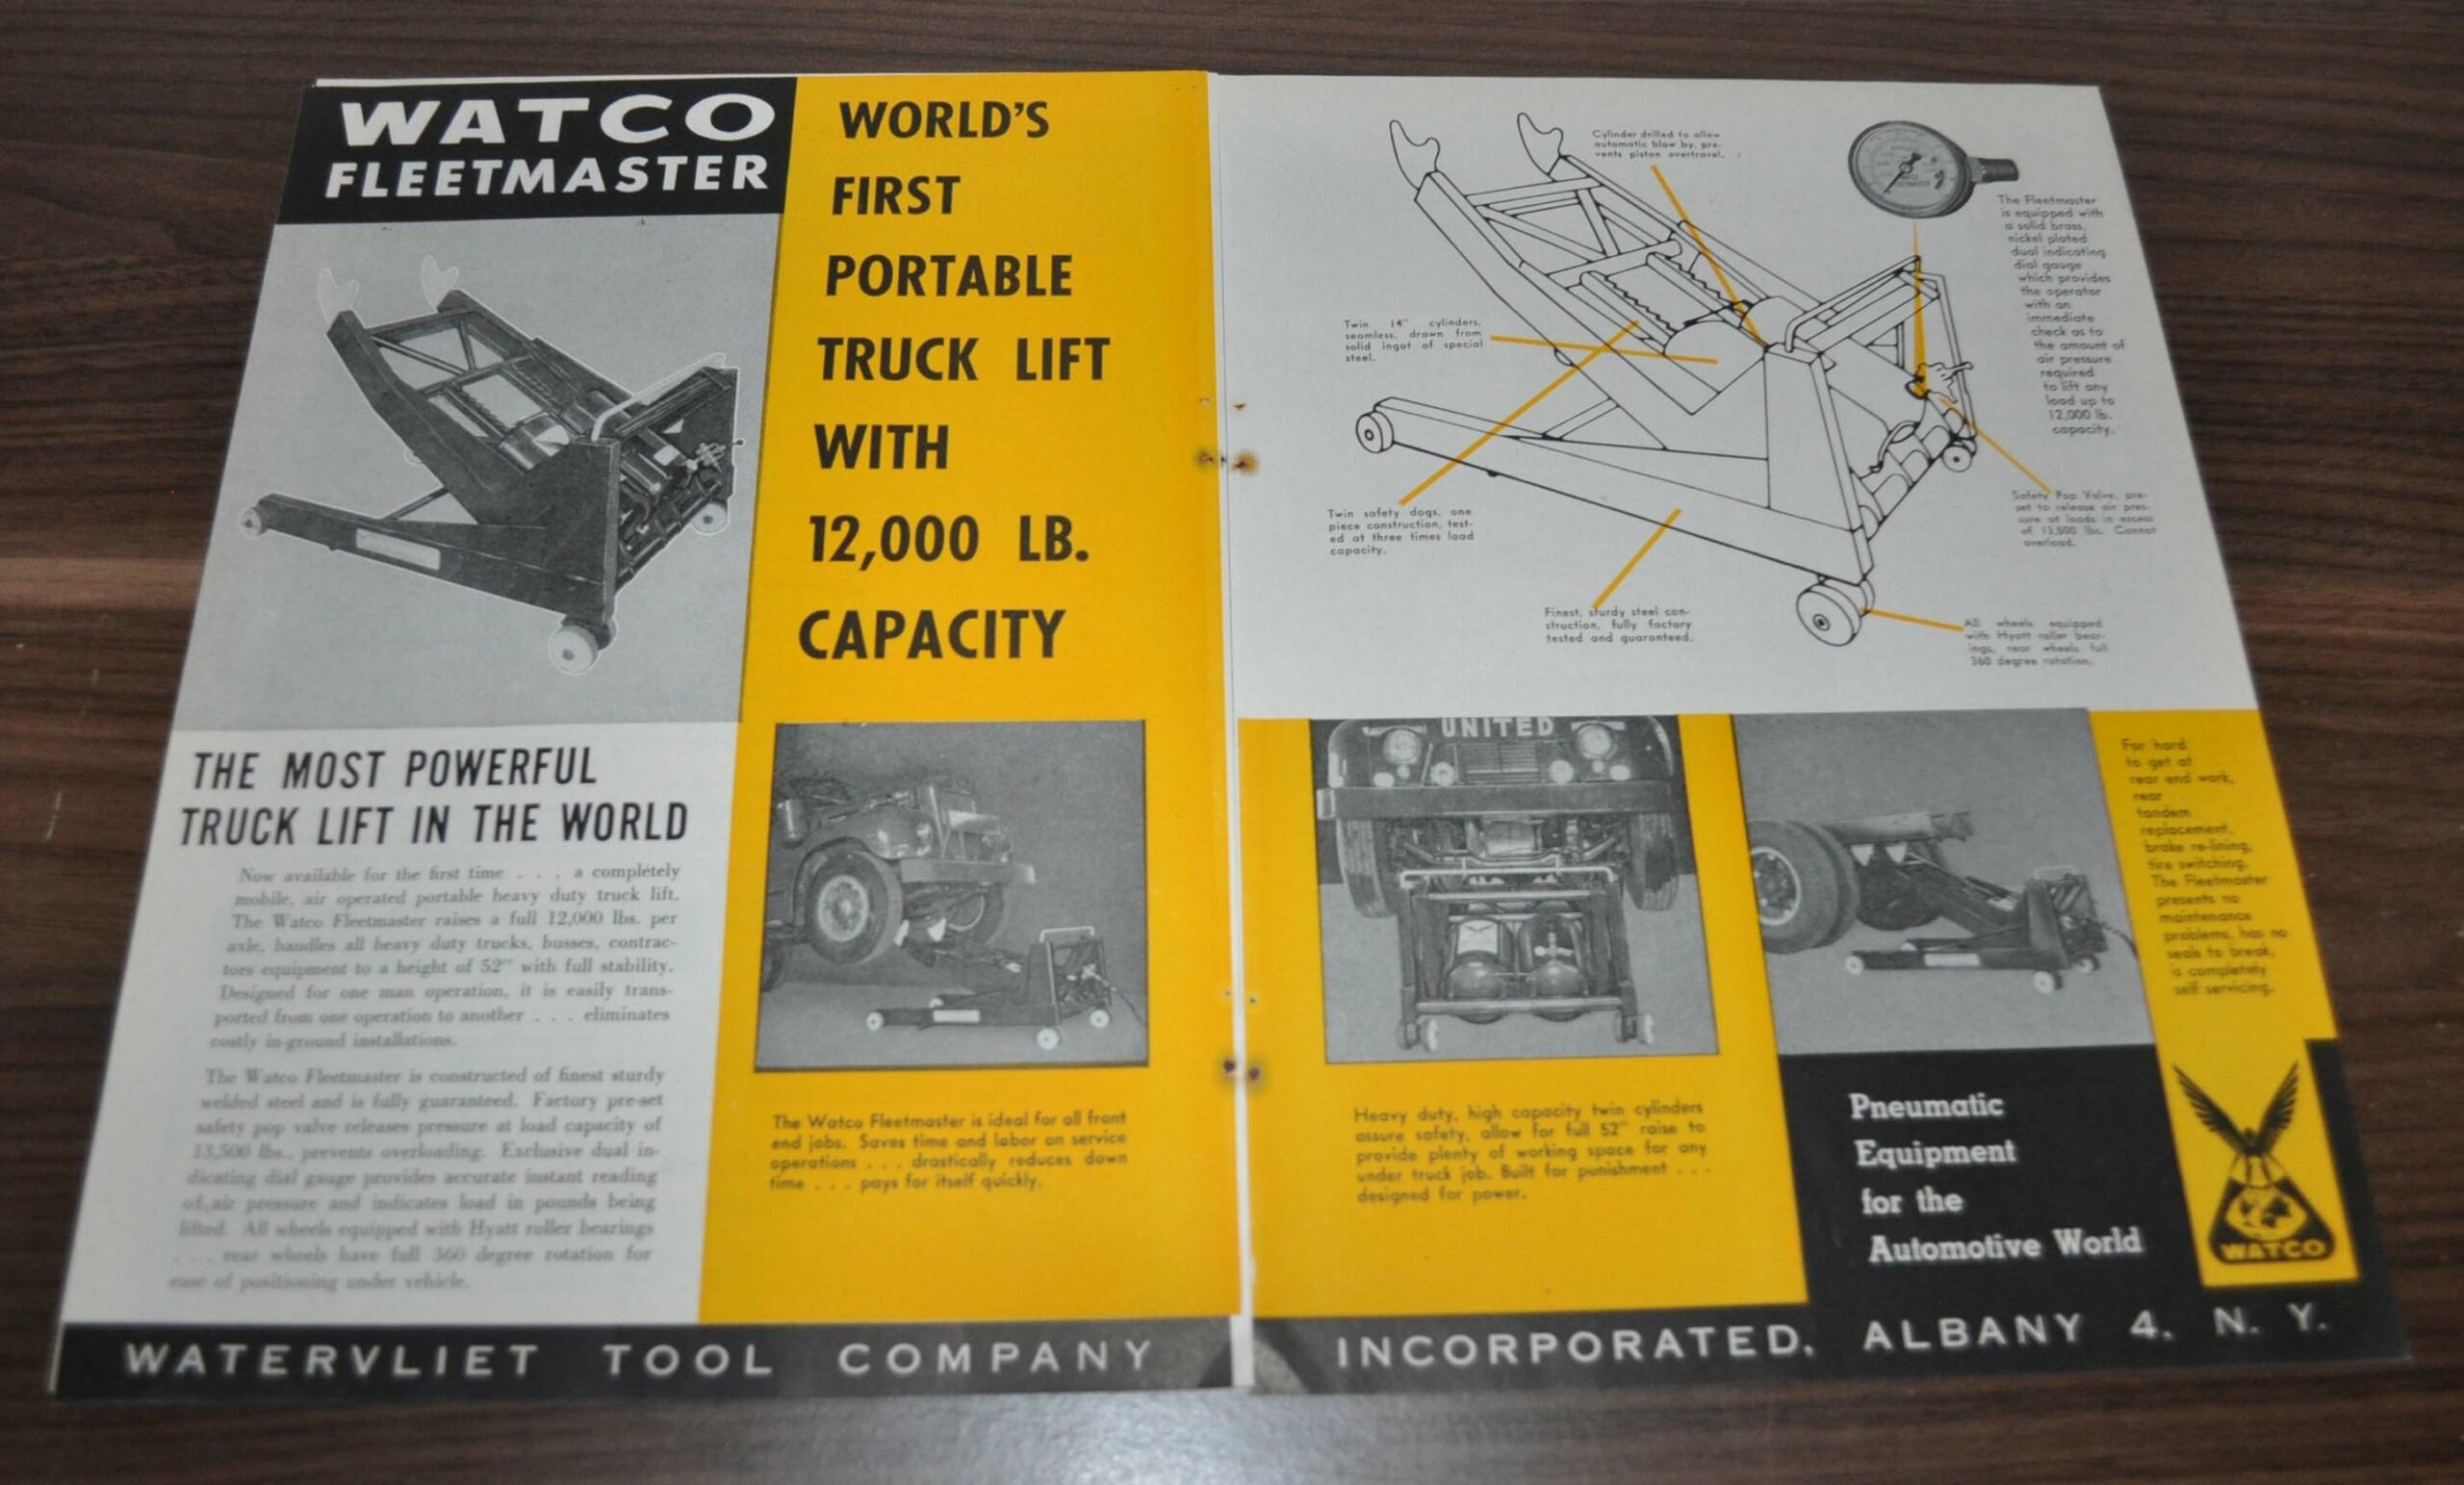 WATCO
FLEETMASTER
WORLD'S
FIRST
PORTABLE
TRUCK LIFT
WITH
12,000 LB.
CAPACITY
THE MOST POWERFUL
TRUCK LIFT IN THE WORLD
Now available for the first time . . . a completely
mobile, air operated portable heavy duty truck lift.
The Watco Fleetmaster raises a full 12,000 lbs. per
axle, handles all heavy duty trucks, busses, contrac-
tors equipment to a height of 52" with full stability.
Designed for one man operation, it is easily trans-
ported from one operation to another . . . eliminates
costly in-ground installations.
The Watco Fleetmaster is constructed of finest sturdy
welded steel and is fully guaranteed. Factory pre-set
safety pop valve releases pressure at load capacity of
13,500 lbs., prevents overloading. Exclusive dual in-
dicating dial gauge provides accurate instant reading
of air pressure and indicates load in pounds being
lifted. All wheels equipped with Hyatt roller bearings
. . . rear wheels have full 360 degree rotation for
ease of positioning under vehicle.
The Watco Fleetmaster is ideal for all front
end jobs. Saves time and labor on service
operations . . . drastically reduces down
time . . . pays for itself quickly.
WATERVLIET TOOL COMPANY
Cylinder drilled to allow
automatic blow by, pre-
vents piston overtravel.
The Fleetmaster
is equipped with
a solid brass,
nickel plated
dual indicating
dial gauge
which provides
the operator
with an
immediate
check as to
the amount of
air pressure
required
to lift any
load up to
12,000 lb.
capacity.
Twin 14" cylinders,
seamless, drawn from
solid ingot of special
steel.
Twin safety dogs, one
piece construction, test-
ed at three times load
capacity.
Safety Pop Valve, pre-
set to release air pres-
sure at loads in excess
of 13,500 lbs. Cannot
overload.
Finest, sturdy steel con-
struction, fully factory
tested and guaranteed.
All wheels equipped
with Hyatt roller bear-
ings, rear wheels full
360 degree rotation.
UNITED
Heavy duty, high capacity twin cylinders
assure safety, allow for full 52" raise to
provide plenty of working space for any
under truck job. Built for punishment . . .
designed for power.
For hard
to get at
rear end work,
rear
tandem
replacement,
brake re-lining,
tire switching,
The Fleetmaster
presents no
maintenance
problems, has no
seals to break,
is completely
self servicing.
Pneumatic
Equipment
for the
Automotive World
WATCO
INCORPORATED, ALBANY 4, N. Y.